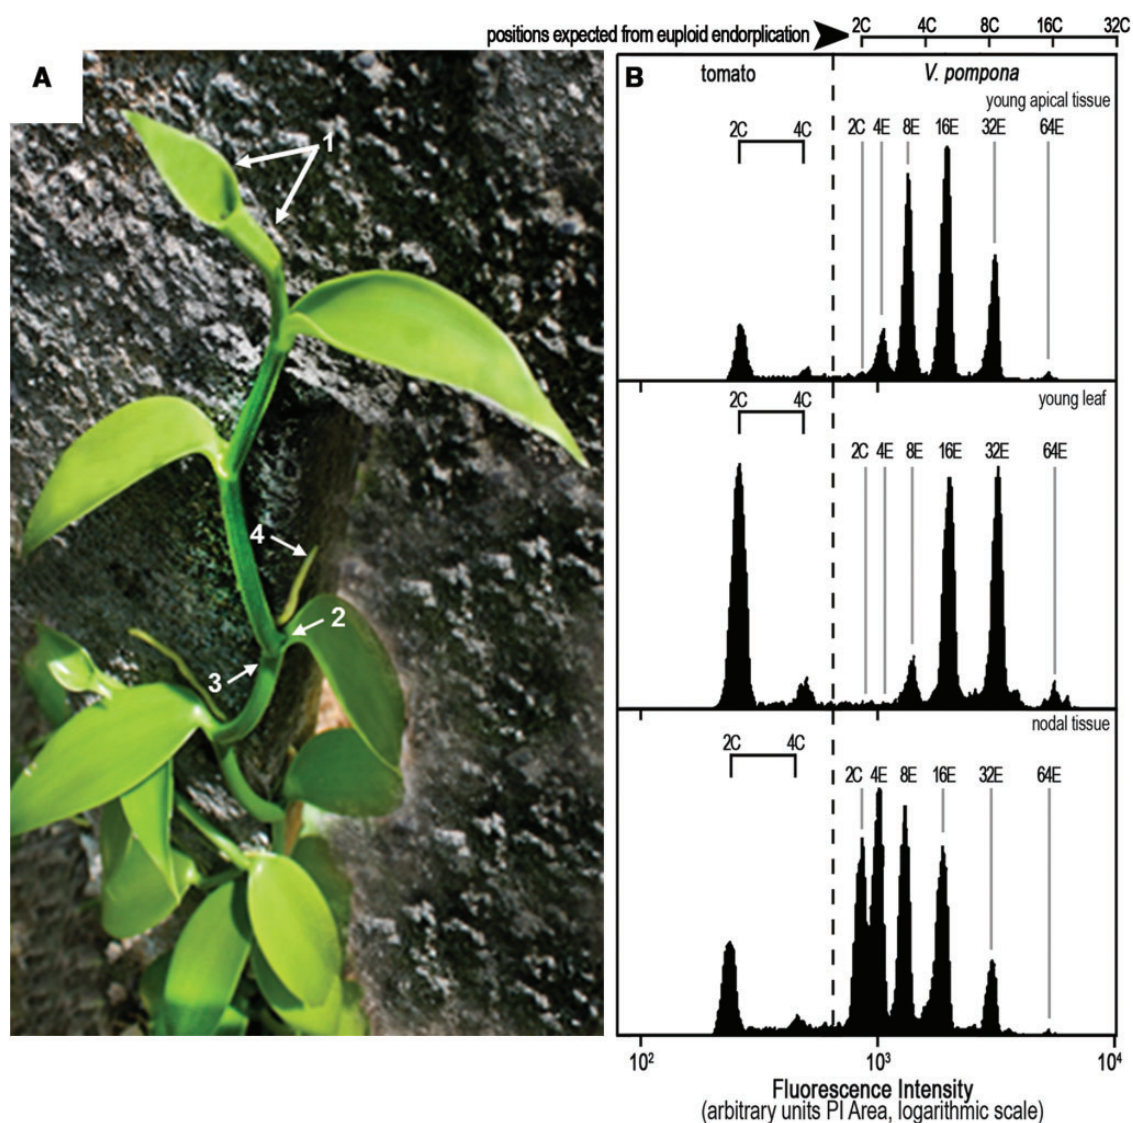 positions expected from euploid endorplication 2C 4C 8C 16C 32C
A
1
4
2
3
B tomato V. pompona
young apical tissue
2C 4C 2C 4E 8E 16E 32E 64E
young leaf
2C 4C
2C 4E 8E 16E 32E 64E
nodal tissue
2C 4C
2C 4E 8E 16E 32E 64E
10² 10³ 10⁴
Fluorescence Intensity
(arbitrary units PI Area, logarithmic scale)